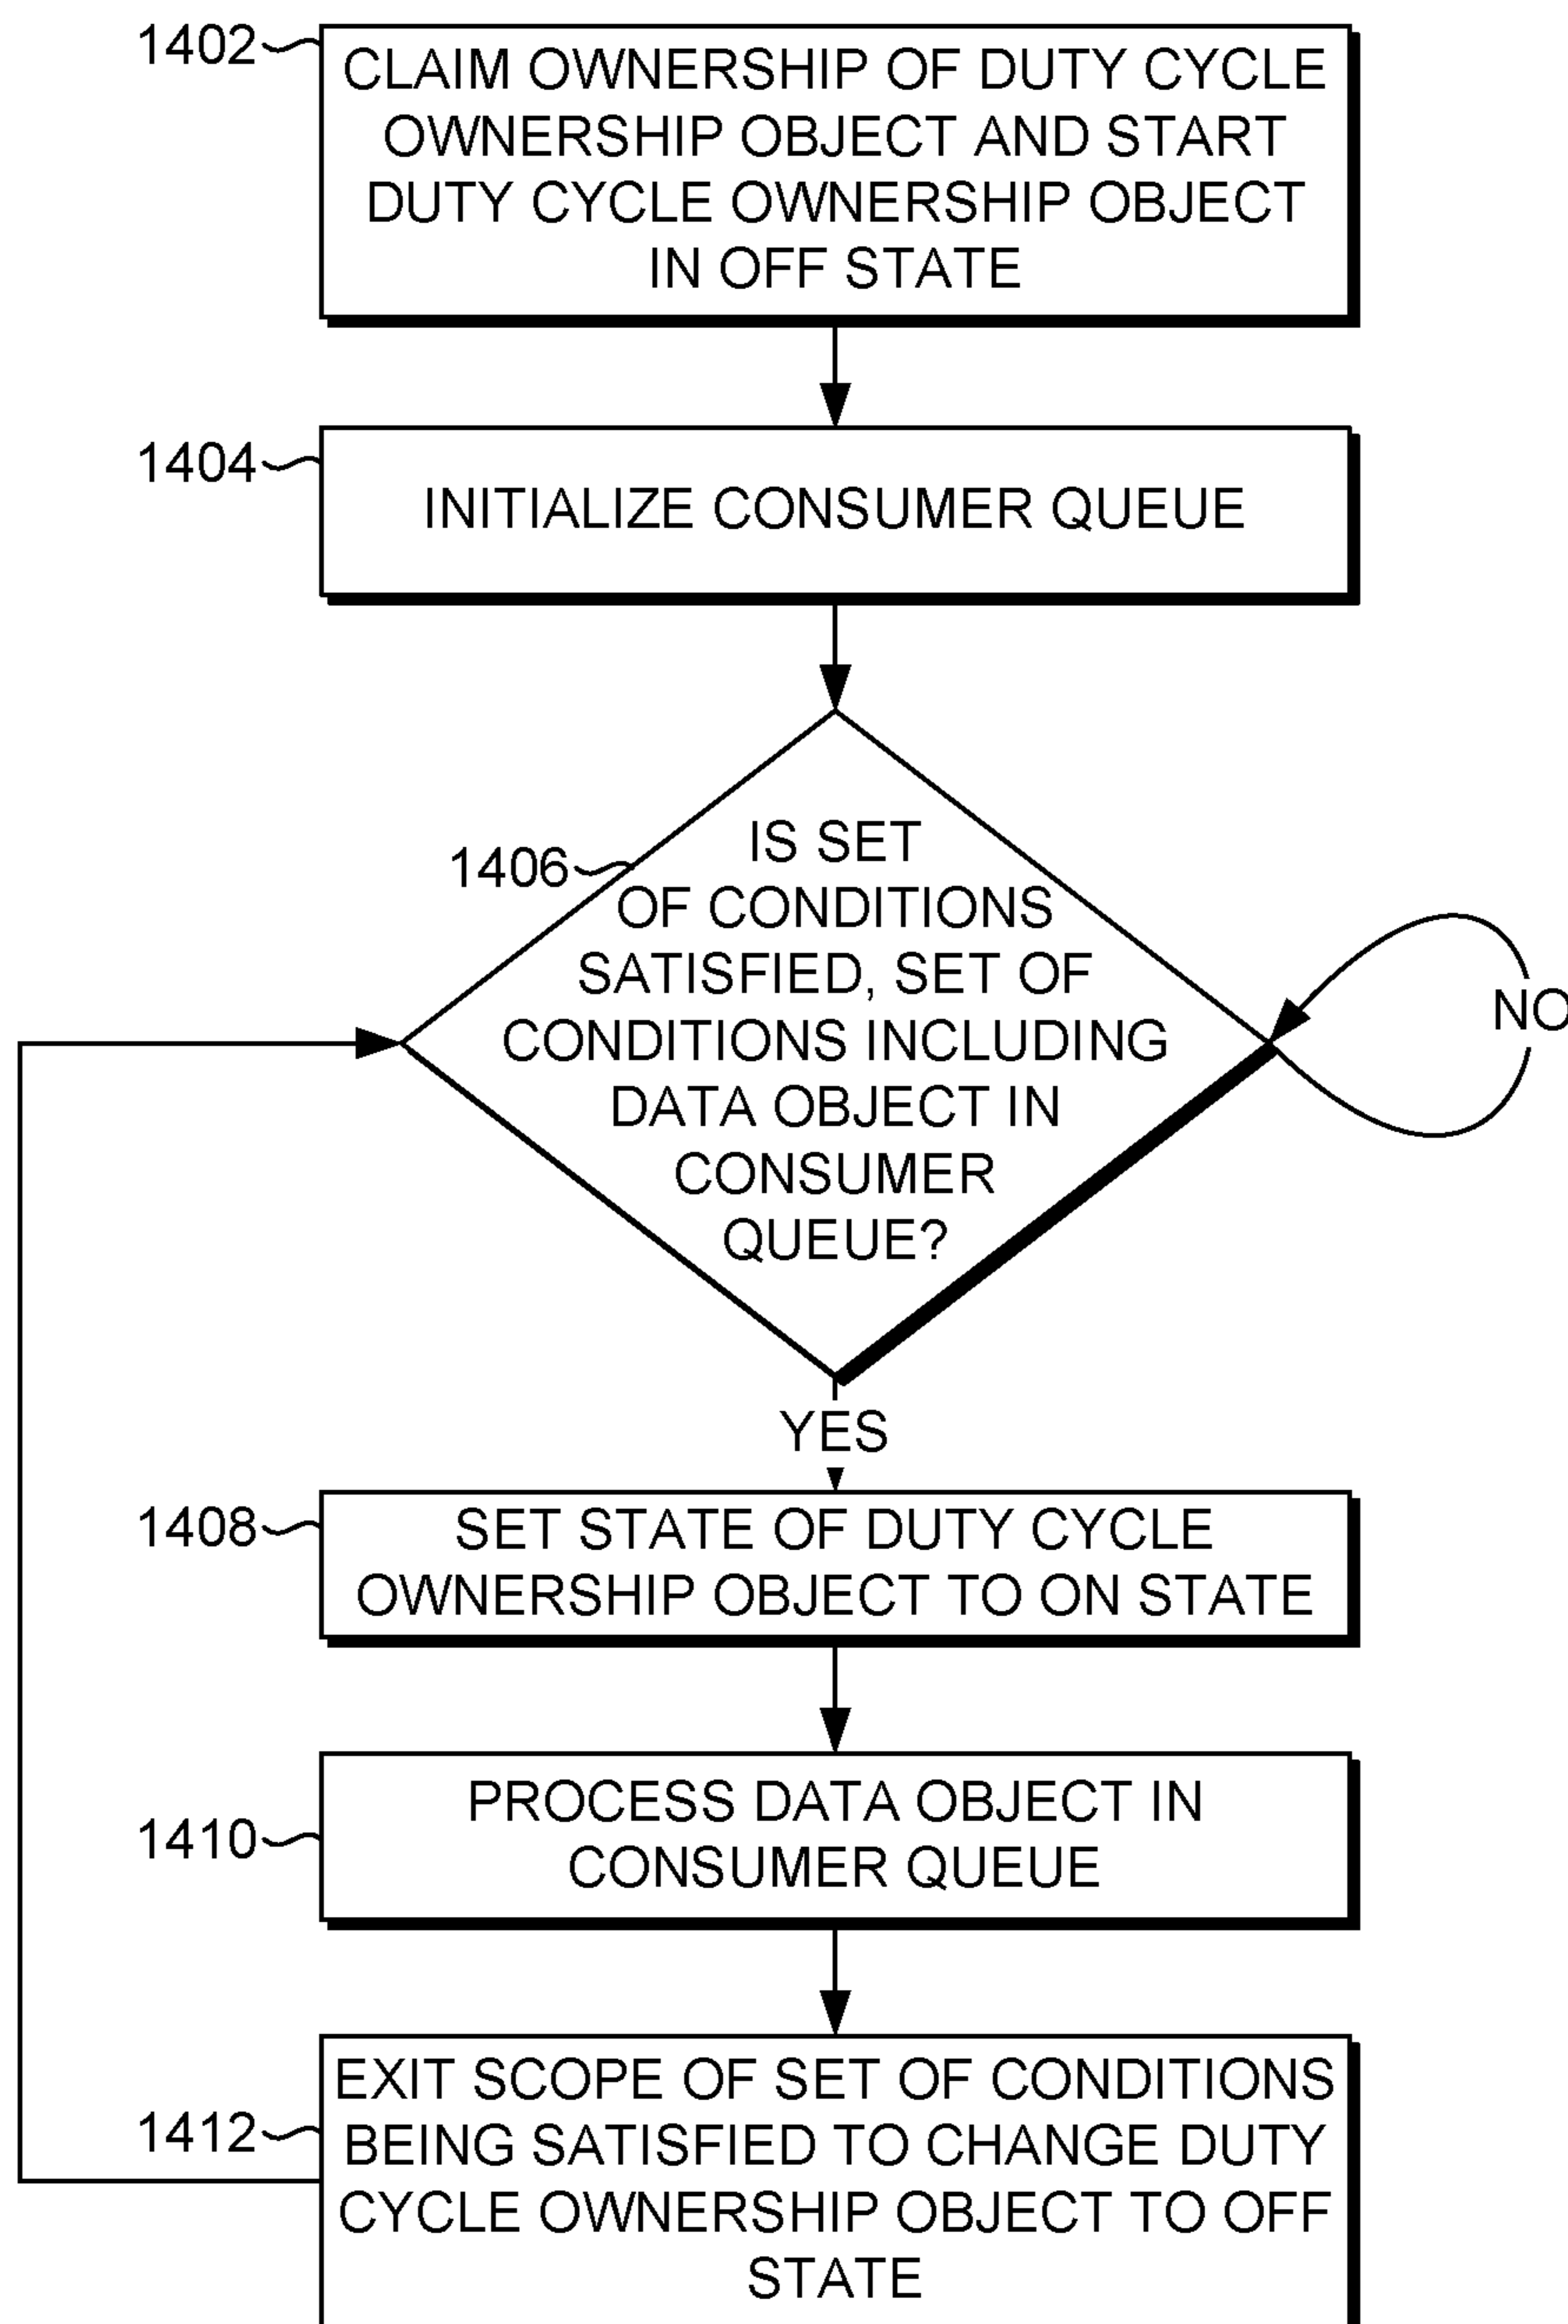 1402
CLAIM OWNERSHIP OF DUTY CYCLE
OWNERSHIP OBJECT AND START
DUTY CYCLE OWNERSHIP OBJECT
IN OFF STATE
1404
INITIALIZE CONSUMER QUEUE
1406
IS SET
OF CONDITIONS
SATISFIED, SET OF
CONDITIONS INCLUDING
DATA OBJECT IN
CONSUMER
QUEUE?
NO
YES
1408
SET STATE OF DUTY CYCLE
OWNERSHIP OBJECT TO ON STATE
1410
PROCESS DATA OBJECT IN
CONSUMER QUEUE
1412
EXIT SCOPE OF SET OF CONDITIONS
BEING SATISFIED TO CHANGE DUTY
CYCLE OWNERSHIP OBJECT TO OFF
STATE